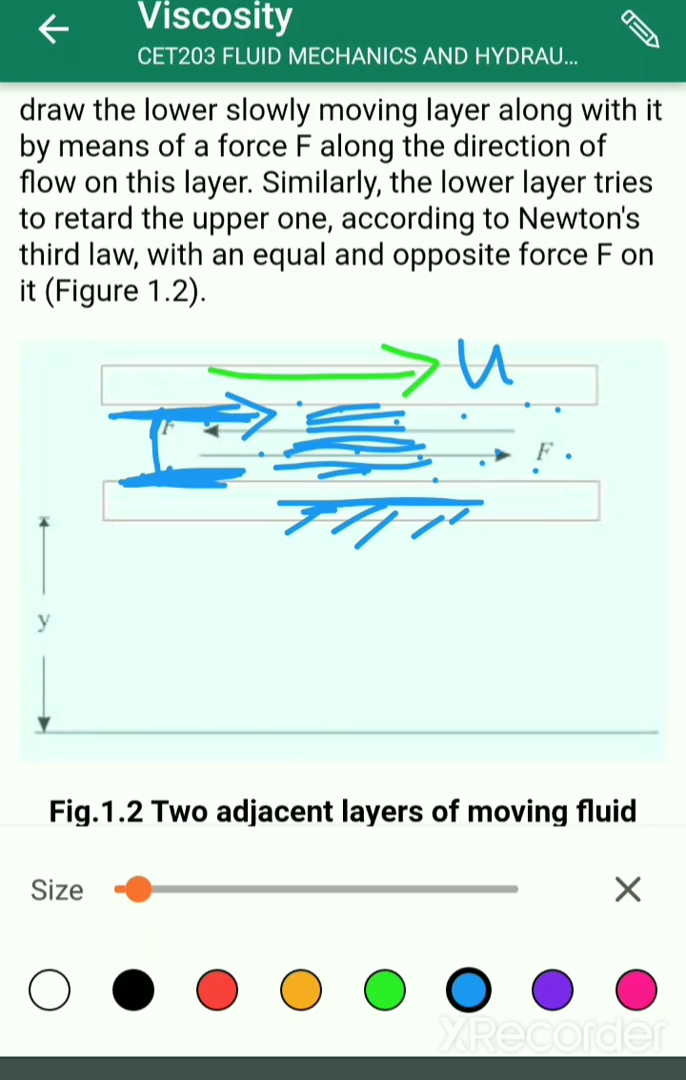 Viscosity
CET203 FLUID MECHANICS AND HYDRAU...
draw the lower slowly moving layer along with it
by means of a force F along the direction of
flow on this layer. Similarly, the lower layer tries
to retard the upper one, according to Newton's
third law, with an equal and opposite force F on
it (Figure 1.2).
u
F
F
y
Fig.1.2 Two adjacent layers of moving fluid
Size
XRecorder